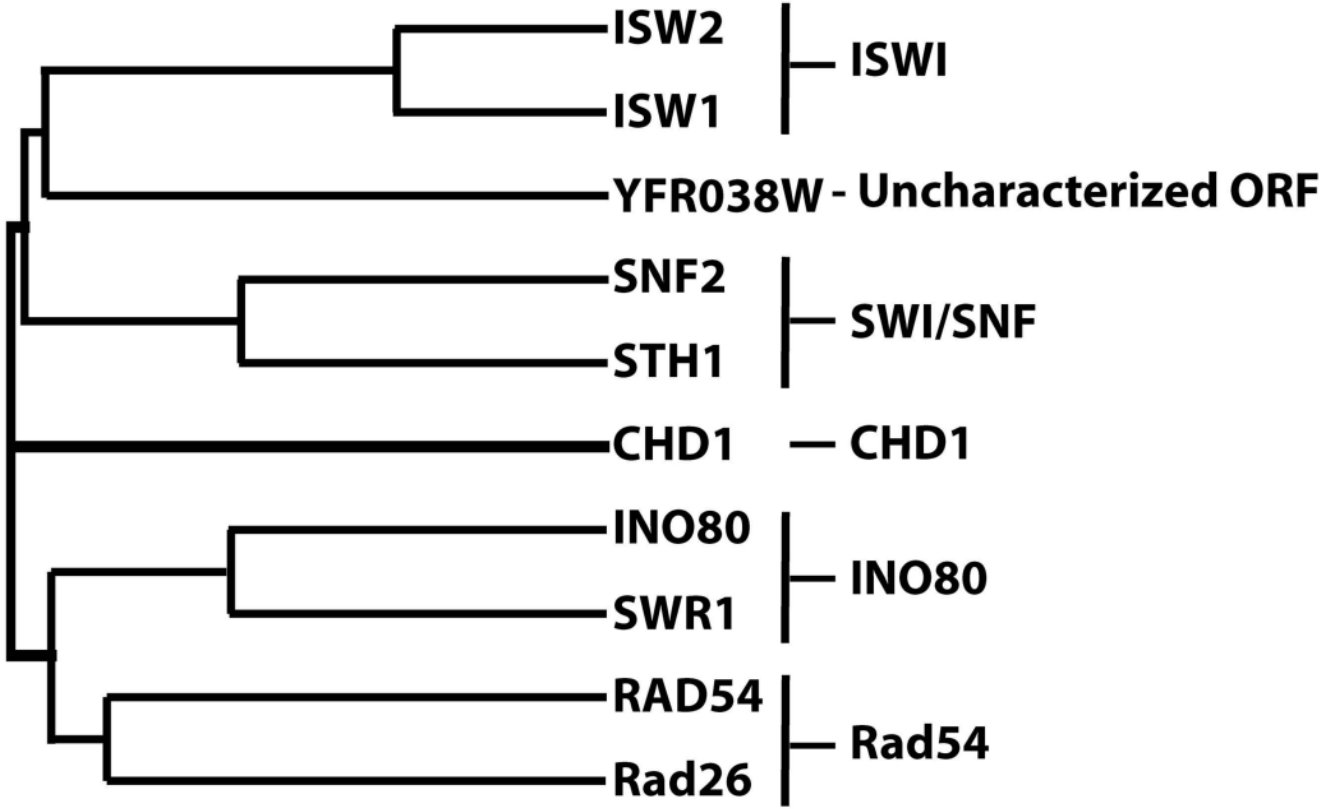 ISW2
ISW1
ISWI
YFR038W - Uncharacterized ORF
SNF2
STH1
SWI/SNF
CHD1
CHD1
INO80
SWR1
INO80
RAD54
Rad26
Rad54